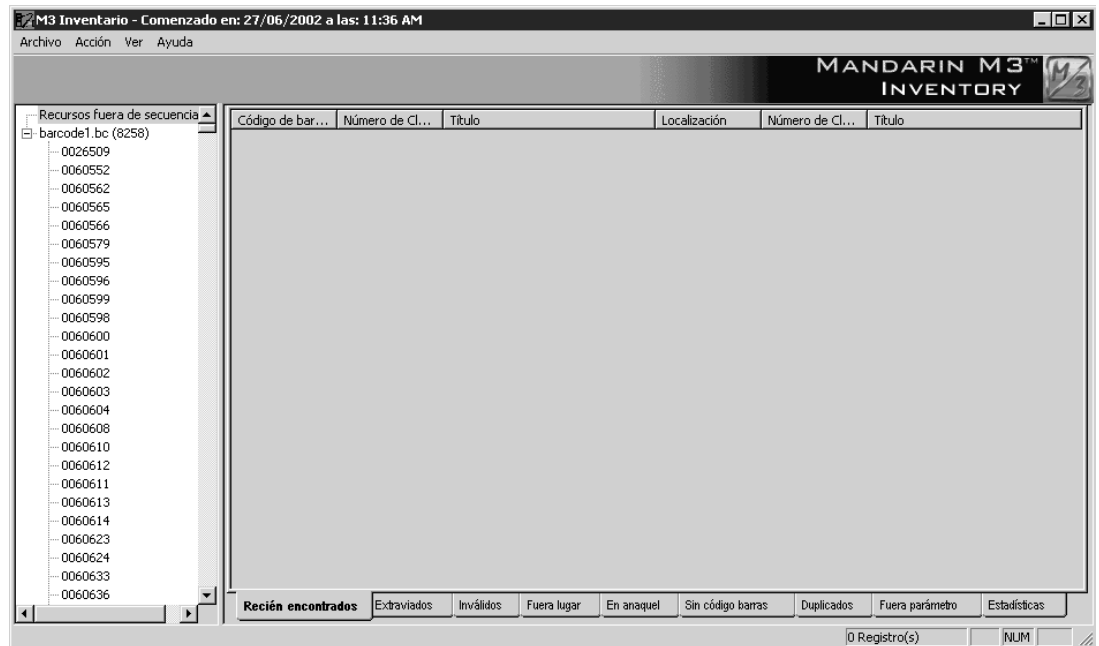 M3 Inventario - Comenzado en: 27/06/2002 a las: 11:36 AM
Archivo Acción Ver Ayuda
MANDARIN M3™
INVENTORY
M3
Recursos fuera de secuencia
barcode1.bc (8258)
0026509
0060552
0060562
0060565
0060566
0060579
0060595
0060596
0060599
0060598
0060600
0060601
0060602
0060603
0060604
0060608
0060610
0060612
0060611
0060613
0060614
0060623
0060624
0060633
0060636
Código de bar... Número de Cl... Título Localización Número de Cl... Título
Recién encontrados Extraviados Inválidos Fuera lugar En anaquel Sin código barras Duplicados Fuera parámetro Estadísticas
0 Registro(s) NUM